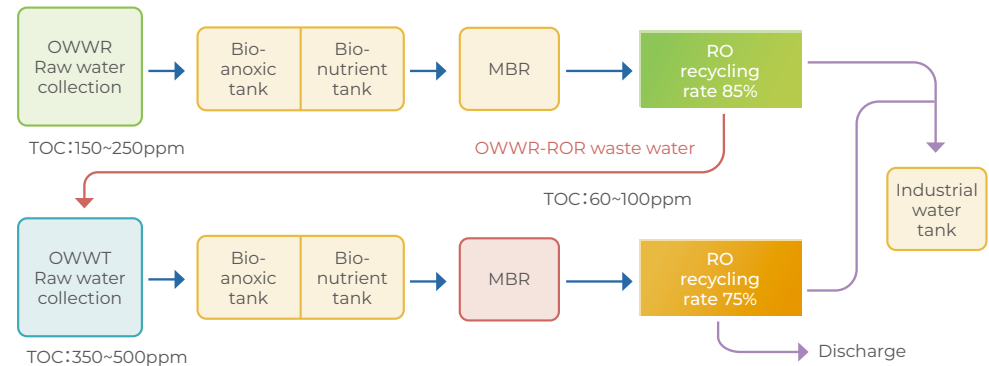 OWWR
Raw water
collection
Bio-
anoxic
tank
Bio-
nutrient
tank
MBR
RO
recycling
rate 85%
TOC：150~250ppm
OWWR-ROR waste water
TOC：60~100ppm
Industrial
water
tank
OWWT
Raw water
collection
Bio-
anoxic
tank
Bio-
nutrient
tank
MBR
RO
recycling
rate 75%
TOC：350~500ppm
Discharge